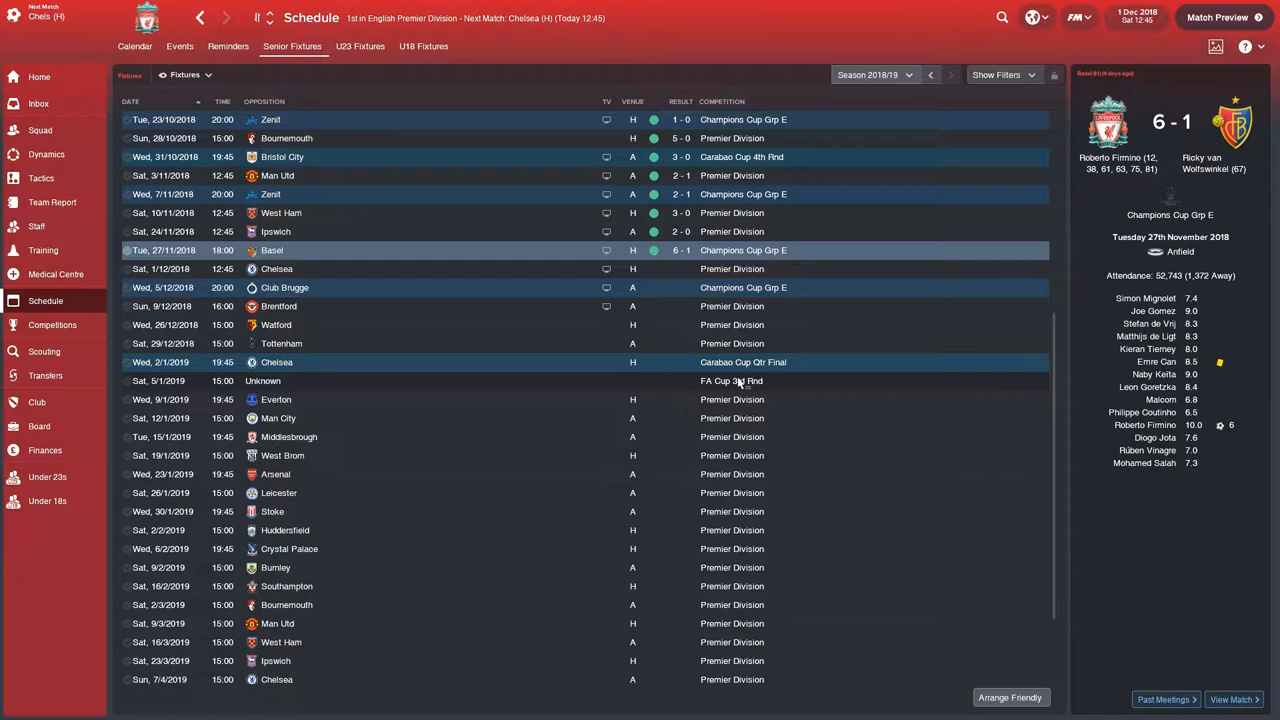 Next Match
Chels (H)
Schedule
1st in English Premier Division - Next Match: Chelsea (H) (Today 12:45)
FM
1 Dec 2018
Sat 12:45
Match Preview
Calendar Events Reminders Senior Fixtures U23 Fixtures U18 Fixtures
Home
Inbox
Squad
Dynamics
Tactics
Team Report
Staff
Training
Medical Centre
Schedule
Competitions
Scouting
Transfers
Club
Board
Finances
Under 23s
Under 18s
Fixtures Fixtures Season 2018/19 Show Filters
DATE TIME OPPOSITION TV VENUE RESULT COMPETITION
Tue, 23/10/2018 20:00 Zenit H 1 - 0 Champions Cup Grp E
Sun, 28/10/2018 15:00 Bournemouth H 5 - 0 Premier Division
Wed, 31/10/2018 19:45 Bristol City A 3 - 0 Carabao Cup 4th Rnd
Sat, 3/11/2018 12:45 Man Utd A 2 - 1 Premier Division
Wed, 7/11/2018 20:00 Zenit A 2 - 1 Champions Cup Grp E
Sat, 10/11/2018 12:45 West Ham H 3 - 0 Premier Division
Sat, 24/11/2018 12:45 Ipswich A 2 - 0 Premier Division
Tue, 27/11/2018 18:00 Basel H 6 - 1 Champions Cup Grp E
Sat, 1/12/2018 12:45 Chelsea H Premier Division
Wed, 5/12/2018 20:00 Club Brugge A Champions Cup Grp E
Sun, 9/12/2018 16:00 Brentford A Premier Division
Wed, 26/12/2018 15:00 Watford H Premier Division
Sat, 29/12/2018 15:00 Tottenham A Premier Division
Wed, 2/1/2019 19:45 Chelsea H Carabao Cup Qtr Final
Sat, 5/1/2019 15:00 Unknown FA Cup 3rd Rnd
Wed, 9/1/2019 19:45 Everton H Premier Division
Sat, 12/1/2019 15:00 Man City A Premier Division
Tue, 15/1/2019 19:45 Middlesbrough A Premier Division
Sat, 19/1/2019 15:00 West Brom H Premier Division
Wed, 23/1/2019 19:45 Arsenal A Premier Division
Sat, 26/1/2019 15:00 Leicester A Premier Division
Wed, 30/1/2019 19:45 Stoke A Premier Division
Sat, 2/2/2019 15:00 Huddersfield H Premier Division
Wed, 6/2/2019 19:45 Crystal Palace H Premier Division
Sat, 9/2/2019 15:00 Burnley A Premier Division
Sat, 16/2/2019 15:00 Southampton H Premier Division
Sat, 2/3/2019 15:00 Bournemouth A Premier Division
Sat, 9/3/2019 15:00 Man Utd H Premier Division
Sat, 16/3/2019 15:00 West Ham A Premier Division
Sat, 23/3/2019 15:00 Ipswich H Premier Division
Sun, 7/4/2019 15:00 Chelsea A Premier Division
Arrange Friendly
Basel (H) (4 days ago)
6 - 1
Roberto Firmino (12, 38, 61, 63, 75, 81)
Ricky van Wolfswinkel (67)
Champions Cup Grp E
Tuesday 27th November 2018
Anfield
Attendance: 52,743 (1,372 Away)
Simon Mignolet 7.4
Joe Gomez 9.0
Stefan de Vrij 8.3
Matthijs de Ligt 8.3
Kieran Tierney 8.0
Emre Can 8.5
Naby Keïta 9.0
Leon Goretzka 8.4
Malcom 6.8
Philippe Coutinho 6.5
Roberto Firmino 10.0 6
Diogo Jota 7.6
Rúben Vinagre 7.0
Mohamed Salah 7.3
Past Meetings View Match